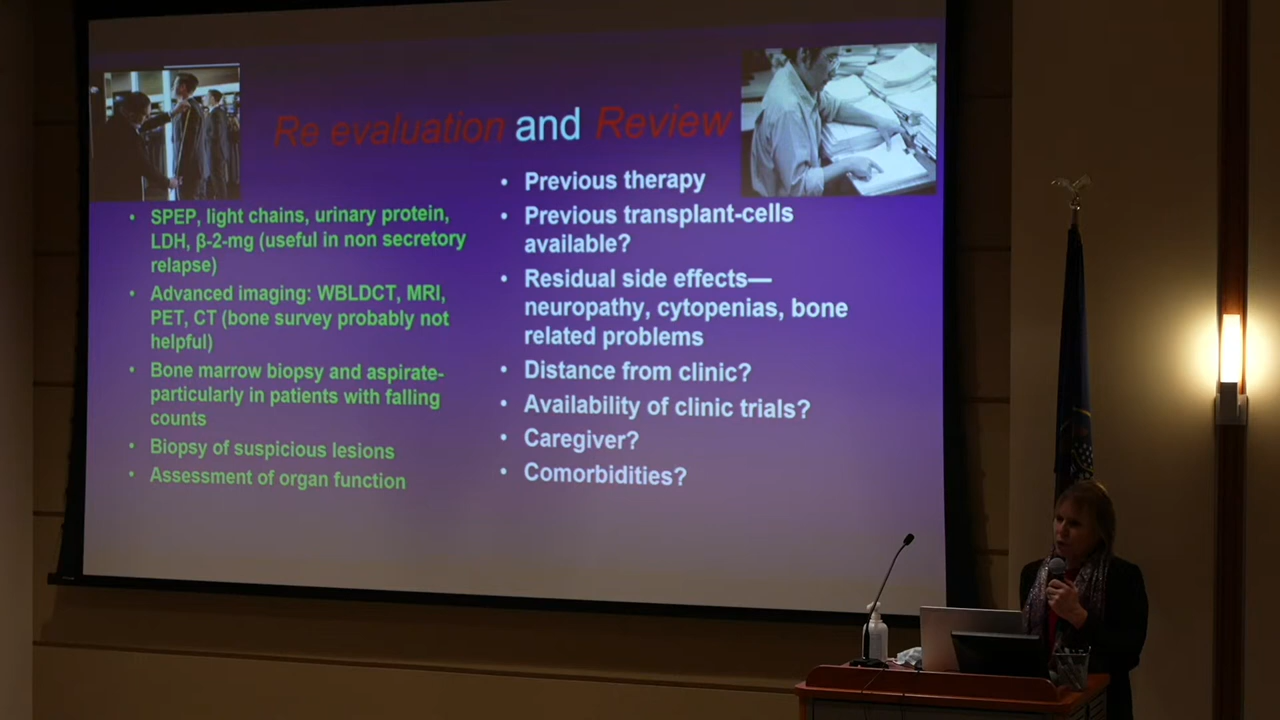 Re evaluation and Review
• SPEP, light chains, urinary protein,
LDH, β-2-mg (useful in non secretory
relapse)
• Advanced imaging: WBLDCT, MRI,
PET, CT (bone survey probably not
helpful)
• Bone marrow biopsy and aspirate-
particularly in patients with falling
counts
• Biopsy of suspicious lesions
• Assessment of organ function
• Previous therapy
• Previous transplant-cells
available?
• Residual side effects—
neuropathy, cytopenias, bone
related problems
• Distance from clinic?
• Availability of clinic trials?
• Caregiver?
• Comorbidities?